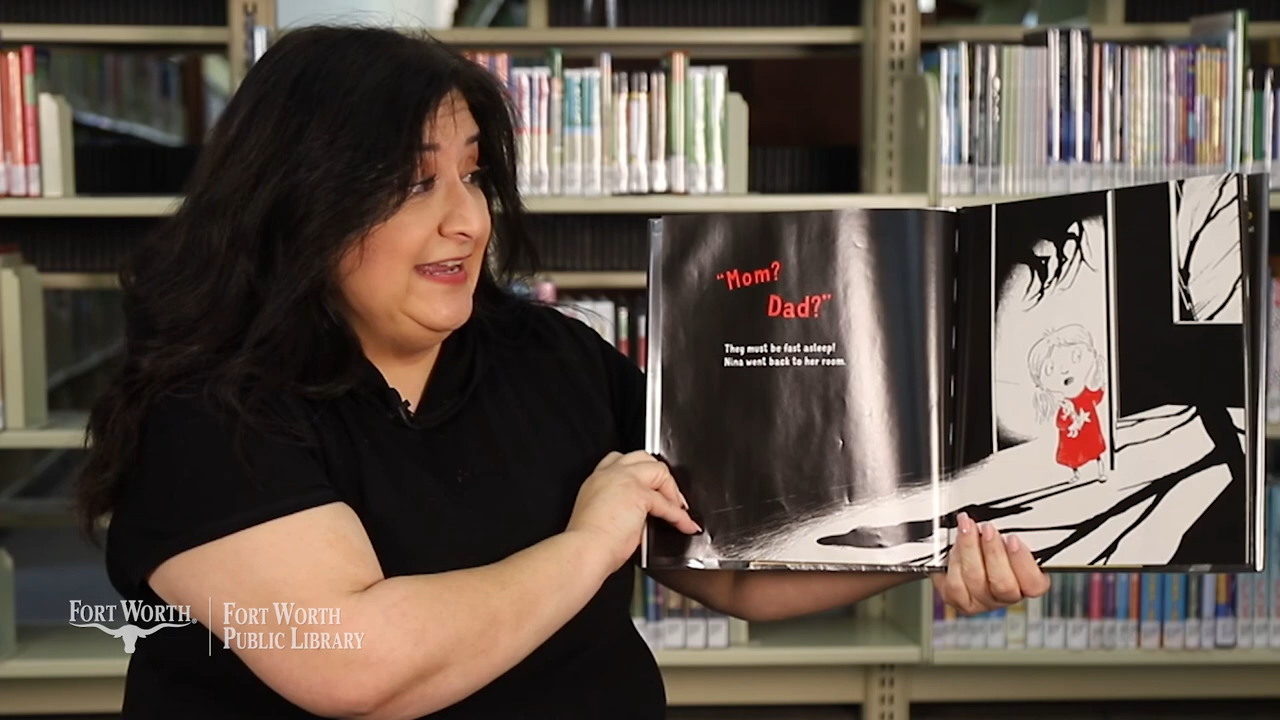 "Mom?
Dad?"
They must be fast asleep!
Nina went back to her room.
FORT WORTH®
FORT WORTH
PUBLIC LIBRARY